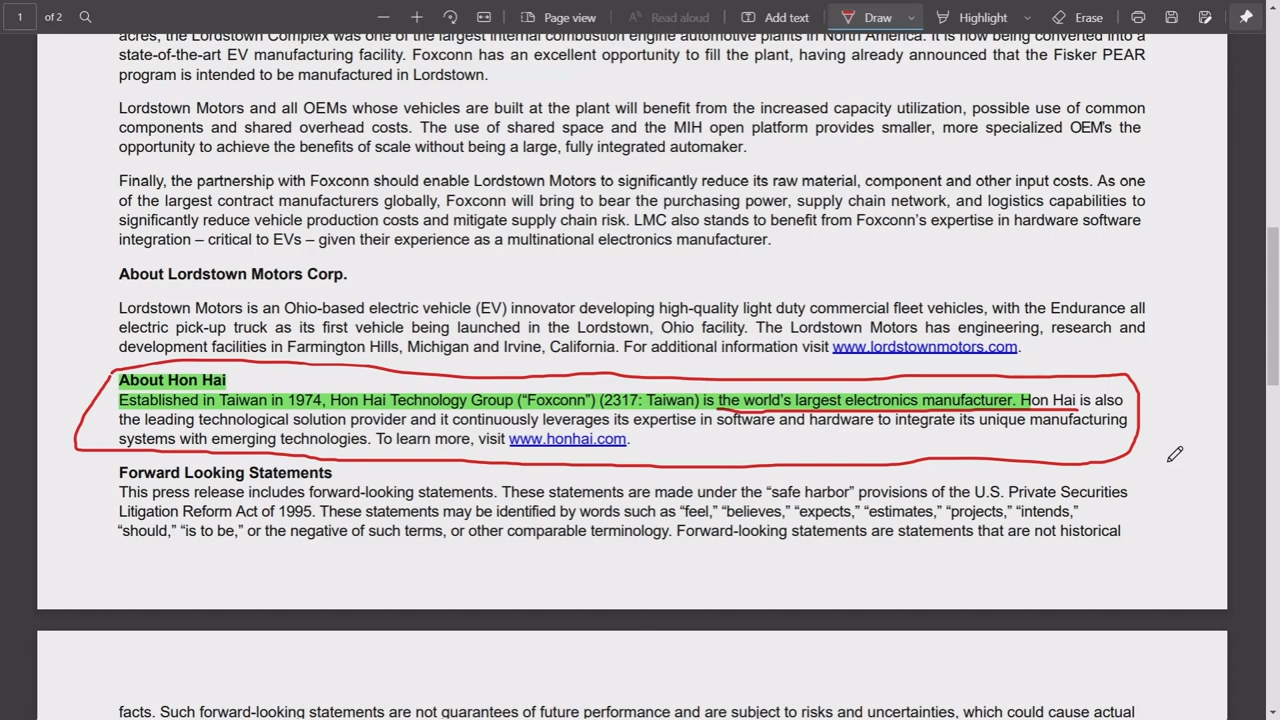 1 of 2 Page view Read aloud Add text Draw Highlight Erase
acres, the Lordstown Complex was one of the largest internal combustion engine automotive plants in North America. It is now being converted into a
state-of-the-art EV manufacturing facility. Foxconn has an excellent opportunity to fill the plant, having already announced that the Fisker PEAR
program is intended to be manufactured in Lordstown.
Lordstown Motors and all OEMs whose vehicles are built at the plant will benefit from the increased capacity utilization, possible use of common
components and shared overhead costs. The use of shared space and the MIH open platform provides smaller, more specialized OEM's the
opportunity to achieve the benefits of scale without being a large, fully integrated automaker.
Finally, the partnership with Foxconn should enable Lordstown Motors to significantly reduce its raw material, component and other input costs. As one
of the largest contract manufacturers globally, Foxconn will bring to bear the purchasing power, supply chain network, and logistics capabilities to
significantly reduce vehicle production costs and mitigate supply chain risk. LMC also stands to benefit from Foxconn's expertise in hardware software
integration – critical to EVs – given their experience as a multinational electronics manufacturer.
About Lordstown Motors Corp.
Lordstown Motors is an Ohio-based electric vehicle (EV) innovator developing high-quality light duty commercial fleet vehicles, with the Endurance all
electric pick-up truck as its first vehicle being launched in the Lordstown, Ohio facility. The Lordstown Motors has engineering, research and
development facilities in Farmington Hills, Michigan and Irvine, California. For additional information visit www.lordstownmotors.com.
About Hon Hai
Established in Taiwan in 1974, Hon Hai Technology Group (“Foxconn”) (2317: Taiwan) is the world's largest electronics manufacturer. Hon Hai is also
the leading technological solution provider and it continuously leverages its expertise in software and hardware to integrate its unique manufacturing
systems with emerging technologies. To learn more, visit www.honhai.com.
Forward Looking Statements
This press release includes forward-looking statements. These statements are made under the “safe harbor” provisions of the U.S. Private Securities
Litigation Reform Act of 1995. These statements may be identified by words such as “feel,” “believes,” “expects,” “estimates,” “projects,” “intends,”
“should,” “is to be,” or the negative of such terms, or other comparable terminology. Forward-looking statements are statements that are not historical
facts. Such forward-looking statements are not guarantees of future performance and are subject to risks and uncertainties, which could cause actual